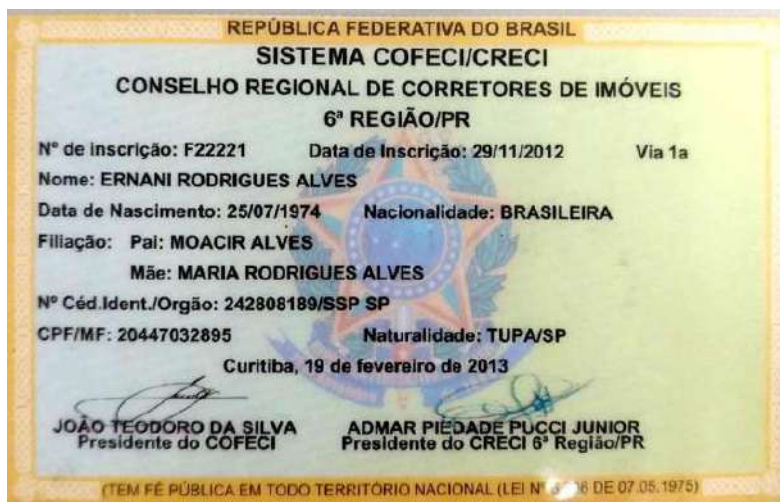 REPÚBLICA FEDERATIVA DO BRASIL
SISTEMA COFECI/CRECI
CONSELHO REGIONAL DE CORRETORES DE IMÓVEIS
6ª REGIÃO/PR
Nº de inscrição: F22221 Data de Inscrição: 29/11/2012 Via 1a
Nome: ERNANI RODRIGUES ALVES
Data de Nascimento: 25/07/1974 Nacionalidade: BRASILEIRA
Filiação: Pai: MOACIR ALVES
Mãe: MARIA RODRIGUES ALVES
Nº Céd.Ident./Orgão: 242808189/SSP SP
CPF/MF: 20447032895 Naturalidade: TUPA/SP
Curitiba, 19 de fevereiro de 2013
JOÃO TEODORO DA SILVA ADMAR PIEDADE PUCCI JUNIOR
Presidente do COFECI Presidente do CRECI 6ª Região/PR
(TEM FÉ PÚBLICA EM TODO TERRITÓRIO NACIONAL (LEI Nº DE 07.05.1975)